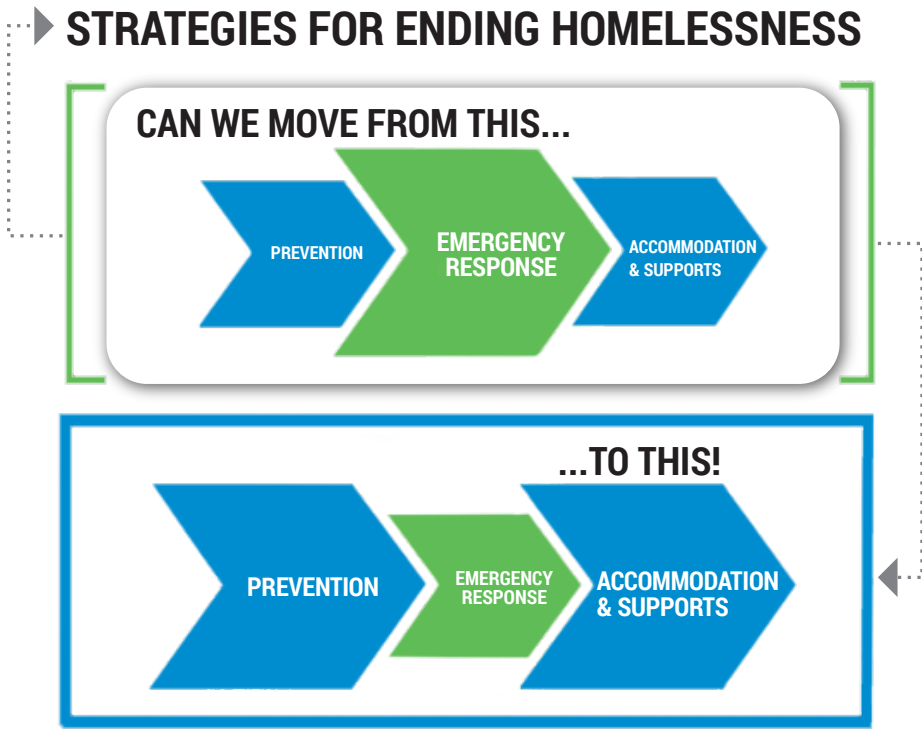 STRATEGIES FOR ENDING HOMELESSNESS
CAN WE MOVE FROM THIS...
PREVENTION
EMERGENCY
RESPONSE
ACCOMMODATION
& SUPPORTS
...TO THIS!
PREVENTION
EMERGENCY
RESPONSE
ACCOMMODATION
& SUPPORTS